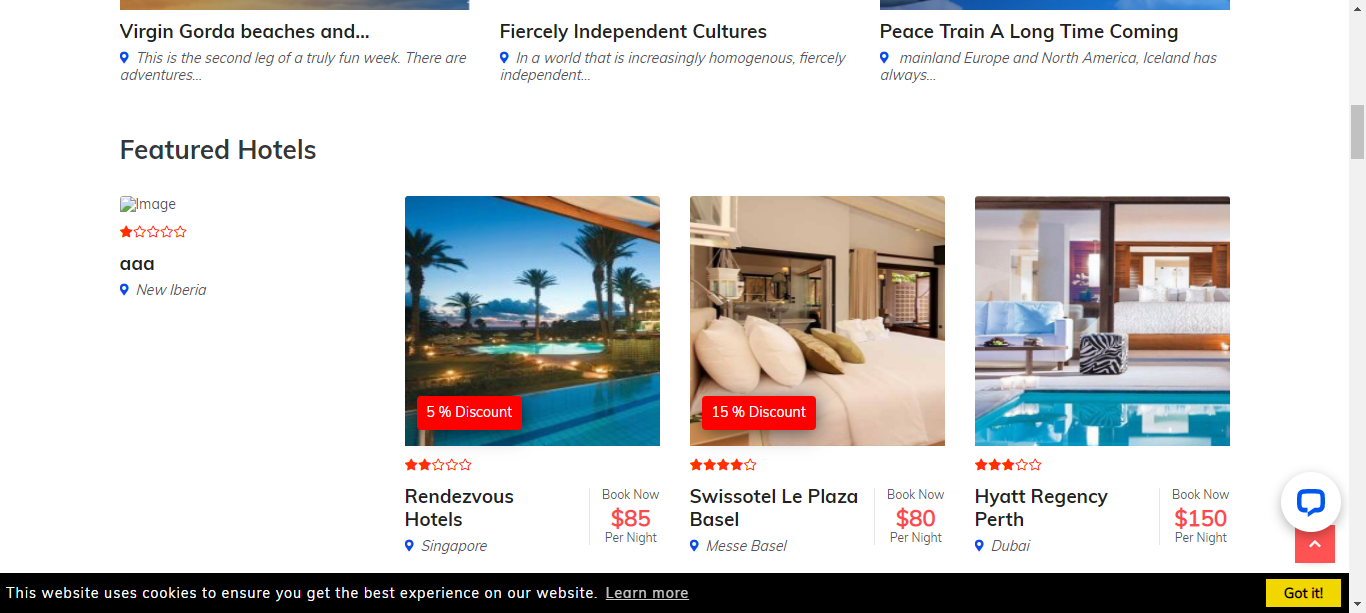 Virgin Gorda beaches and...
This is the second leg of a truly fun week. There are
adventures...
Fiercely Independent Cultures
In a world that is increasingly homogenous, fiercely
independent...
Peace Train A Long Time Coming
mainland Europe and North America, Iceland has
always...
Featured Hotels
Image
aaa
New Iberia
5 % Discount
Rendezvous
Hotels
Singapore
Book Now
$85
Per Night
15 % Discount
Swissotel Le Plaza
Basel
Messe Basel
Book Now
$80
Per Night
Hyatt Regency
Perth
Dubai
Book Now
$150
Per Night
This website uses cookies to ensure you get the best experience on our website. Learn more
Got it!